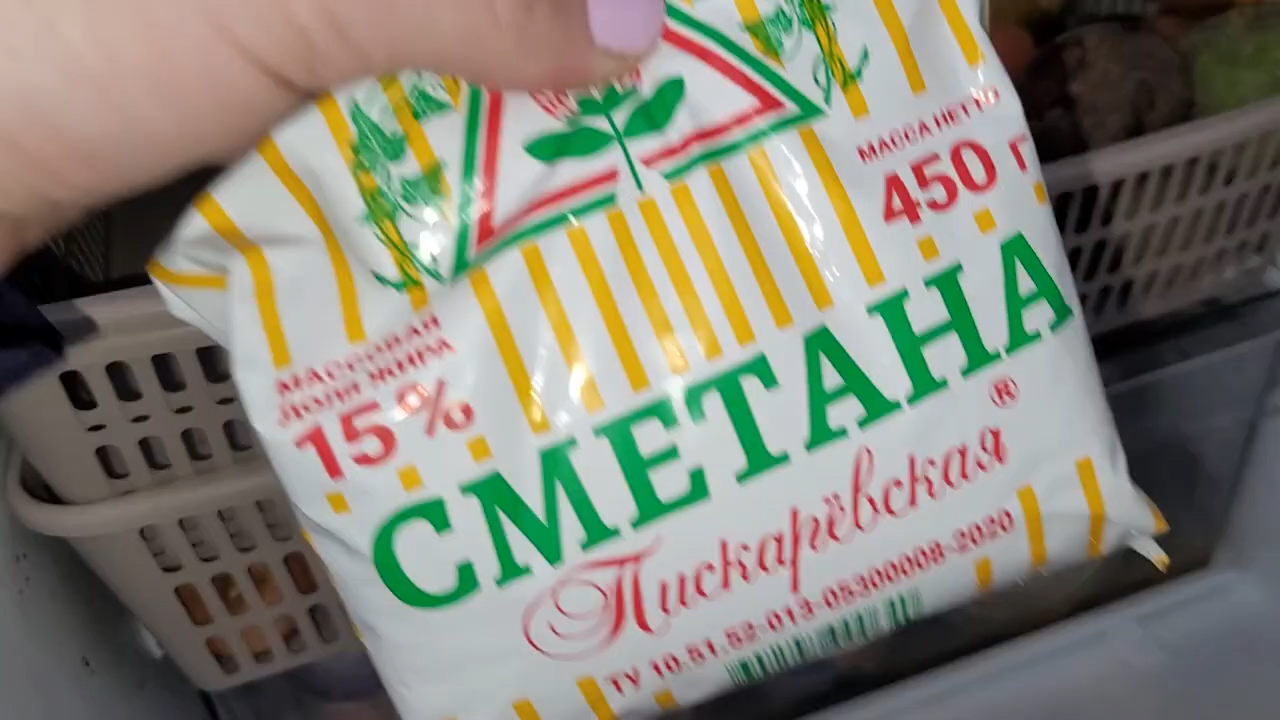 МАССА НЕТТО
450 г
МАССОВАЯ
ДОЛЯ ЖИРА
15%
СМЕТАНА
®
Пискарёвская
ТУ 10.51.52-013-05300008-2020